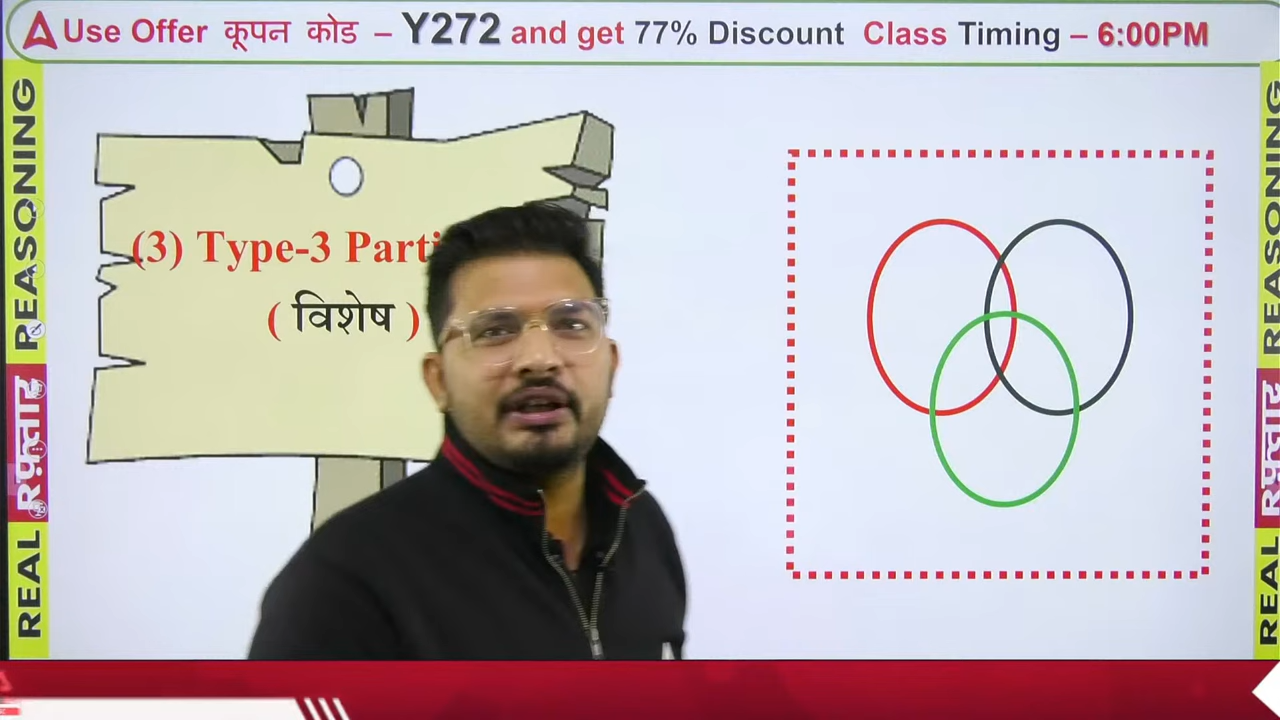 Use Offer कूपन कोड – Y272 and get 77% Discount Class Timing – 6:00PM
REAL रफ़्तार REASONING
(3) Type-3 Parti
( विशेष )
REAL रफ़्तार REASONING